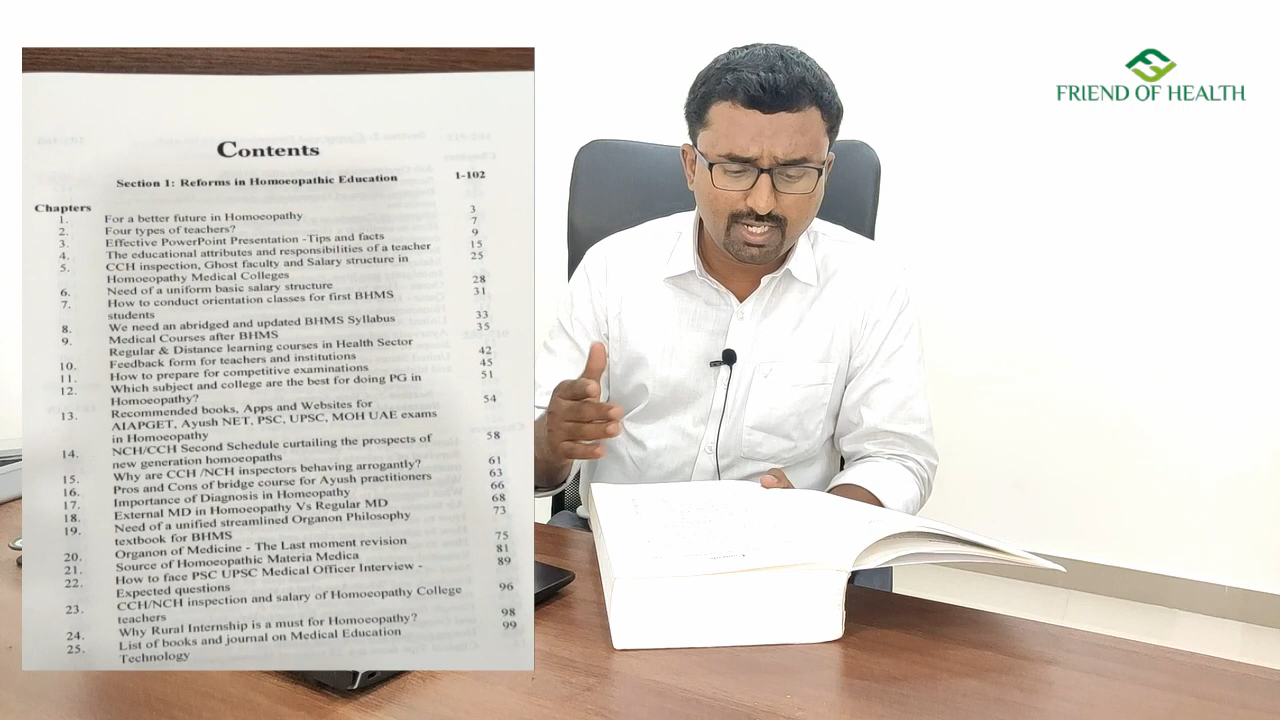 Contents
Section 1: Reforms in Homoeopathic Education 1-102
Chapters
1. For a better future in Homoeopathy 3
2. Four types of teachers? 7
3. Effective PowerPoint Presentation -Tips and facts 9
4. The educational attributes and responsibilities of a teacher 15
5. CCH inspection, Ghost faculty and Salary structure in 25
Homoeopathy Medical Colleges
6. Need of a uniform basic salary structure 28
7. How to conduct orientation classes for first BHMS 31
students
8. We need an abridged and updated BHMS Syllabus 33
9. Medical Courses after BHMS 35
Regular & Distance learning courses in Health Sector
10. Feedback form for teachers and institutions 42
11. How to prepare for competitive examinations 45
12. Which subject and college are the best for doing PG in 51
Homoeopathy?
13. Recommended books, Apps and Websites for 54
AIAPGET, Ayush NET, PSC, UPSC, MOH UAE exams
in Homoeopathy
14. NCH/CCH Second Schedule curtailing the prospects of 58
new generation homoeopaths
15. Why are CCH /NCH inspectors behaving arrogantly? 61
16. Pros and Cons of bridge course for Ayush practitioners 63
17. Importance of Diagnosis in Homeopathy 66
18. External MD in Homoeopathy Vs Regular MD 68
19. Need of a unified streamlined Organon Philosophy 73
textbook for BHMS
20. Organon of Medicine - The Last moment revision 75
21. Source of Homoeopathic Materia Medica 81
22. How to face PSC UPSC Medical Officer Interview - 89
Expected questions
23. CCH/NCH inspection and salary of Homoeopathy College 96
teachers
24. Why Rural Internship is a must for Homoeopathy? 98
25. List of books and journal on Medical Education 99
Technology
FRIEND OF HEALTH